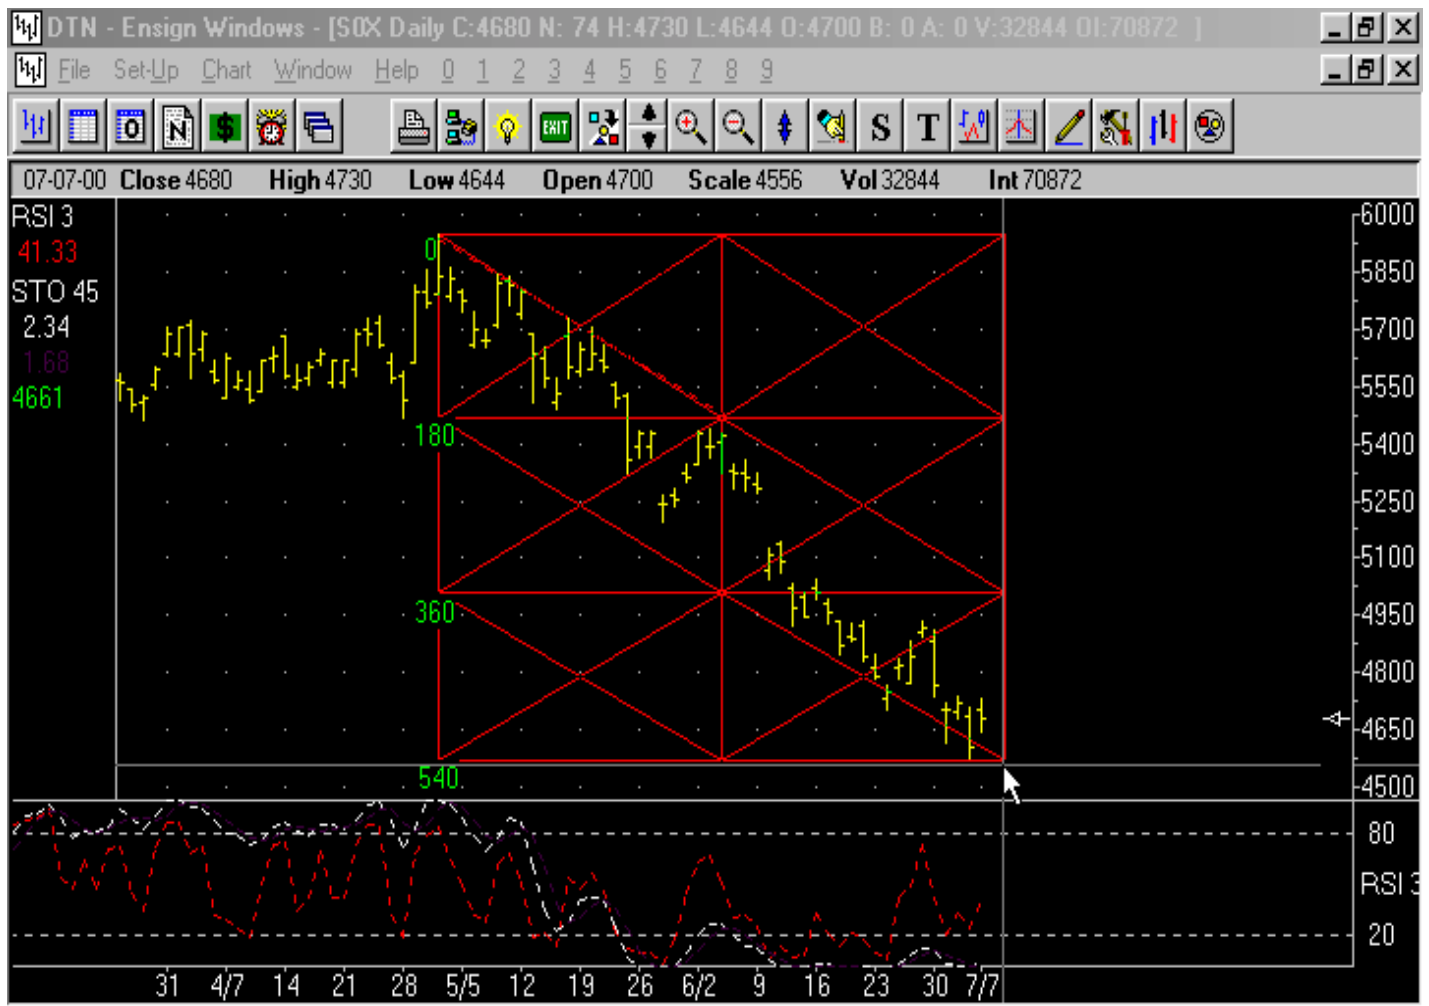 DTN - Ensign Windows - [S0X Daily C:4680 N: 74 H:4730 L:4644 O:4700 B: 0 A: 0 V:32844 OI:70872 ]
File Set-Up Chart Window Help 0 1 2 3 4 5 6 7 8 9
O N $ EXIT S T
07-07-00 Close 4680 High 4730 Low 4644 Open 4700 Scale 4556 Vol 32844 Int 70872
RSI 3
41.33
STO 45
2.34
1.68
4661
0
180
360
540
6000
5850
5700
5550
5400
5250
5100
4950
4800
4650
4500
80
RSI 3
20
31 4/7 14 21 28 5/5 12 19 26 6/2 9 16 23 30 7/7